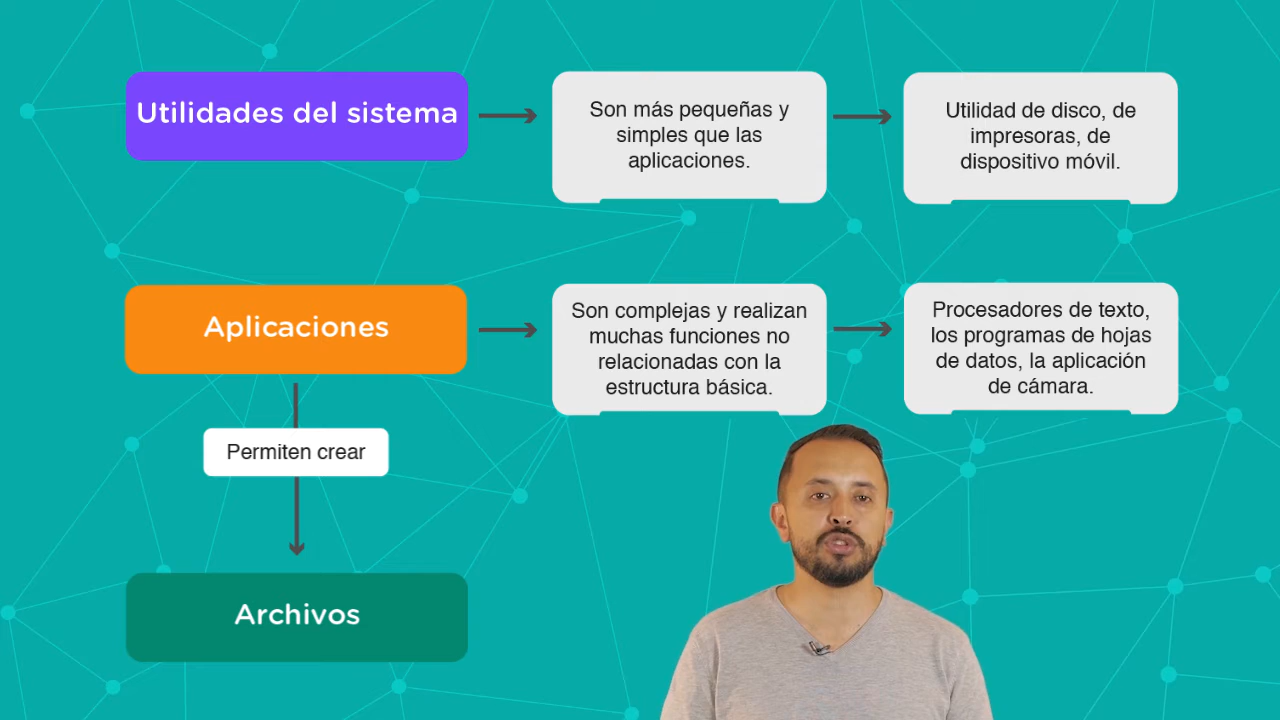 Utilidades del sistema
Son más pequeñas y
simples que las
aplicaciones.
Utilidad de disco, de
impresoras, de
dispositivo móvil.
Aplicaciones
Son complejas y realizan
muchas funciones no
relacionadas con la
estructura básica.
Procesadores de texto,
los programas de hojas
de datos, la aplicación
de cámara.
Permiten crear
Archivos